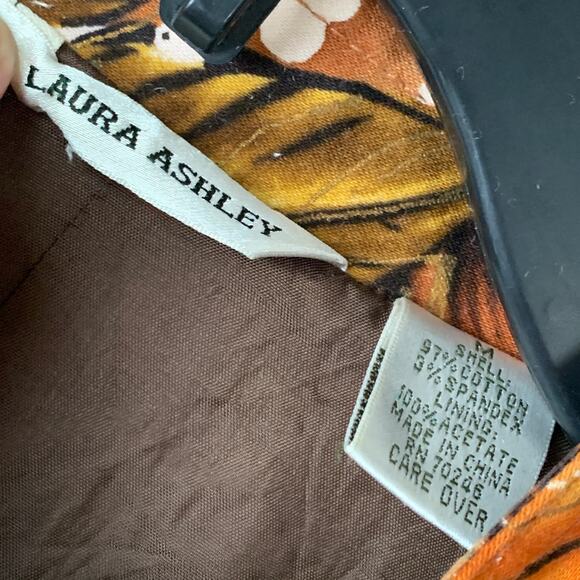 LAURA ASHLEY
M
SHELL:
97% COTTON
3% SPANDEX
LINING:
100% ACETATE
MADE IN CHINA
RN 70246
CARE OVER